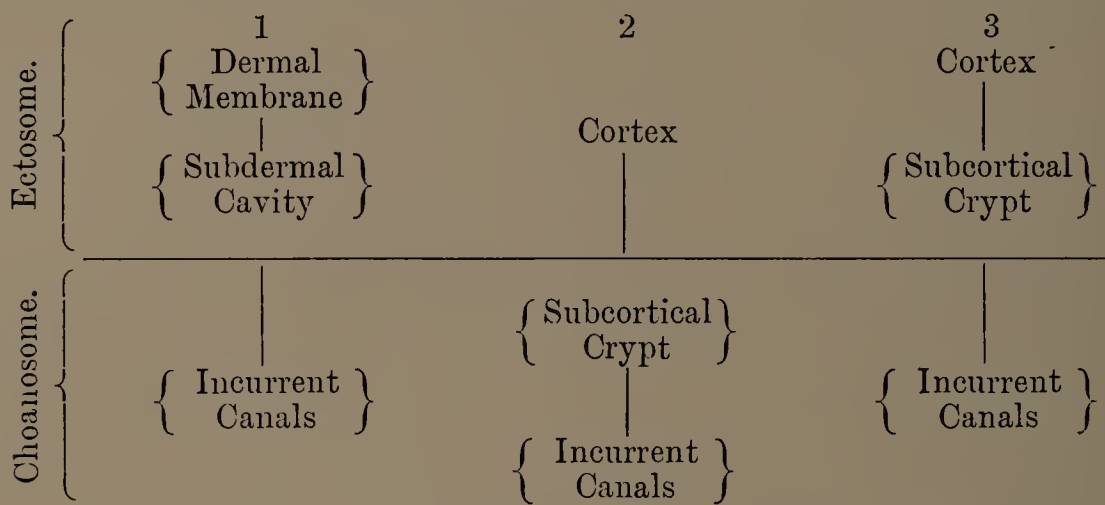 1
Dermal
Membrane
Subdermal
Cavity
2
Cortex
3
Cortex
Subcortical
Crypt
Ectosome.
Incurrent
Canals
Subcortical
Crypt
Incurrent
Canals
Incurrent
Canals
Choanosome.